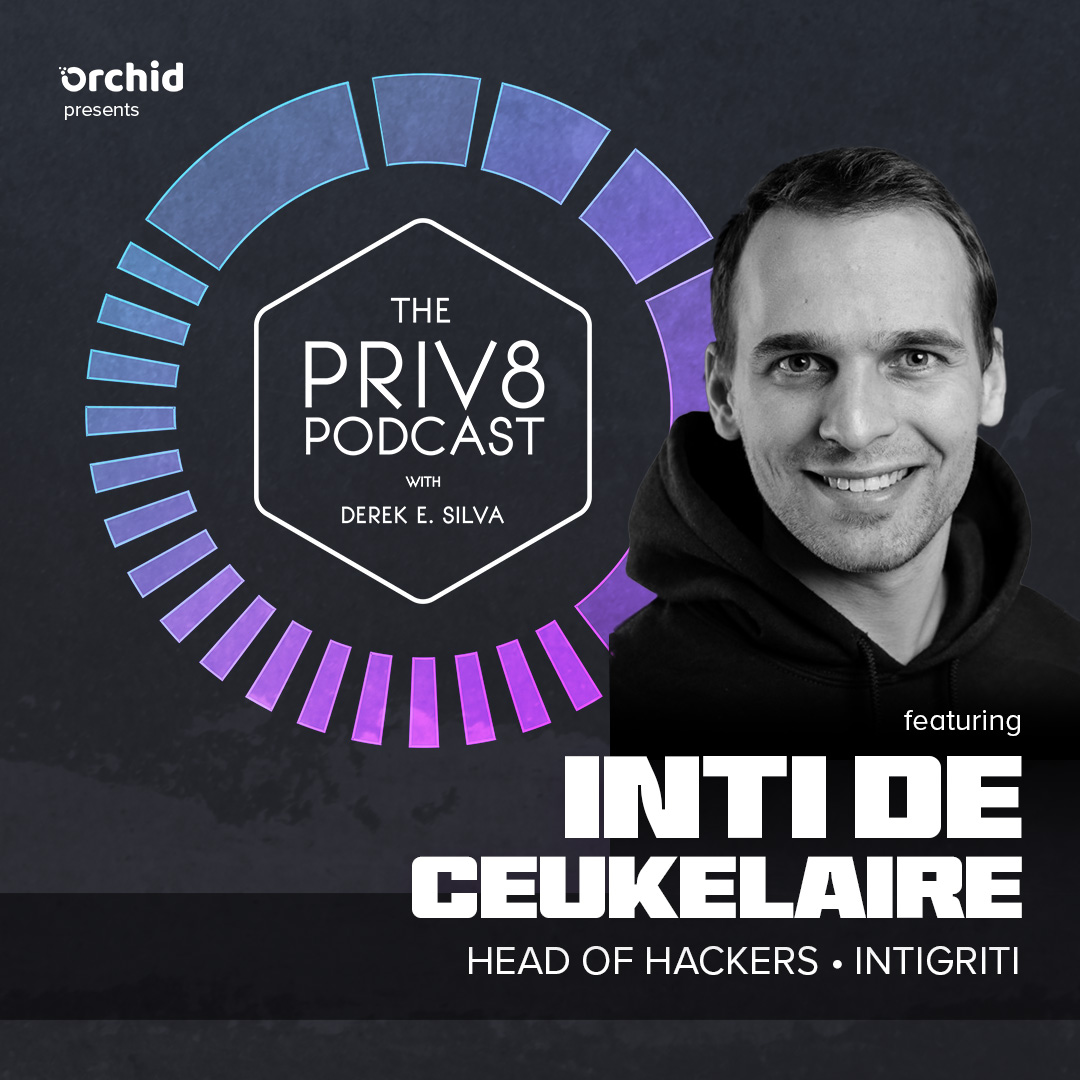 Orchid
presents
THE
PRIV8
PODCAST
WITH
DEREK E. SILVA
featuring
INTI DE
CEUKELAIRE
HEAD OF HACKERS • INTIGRITI